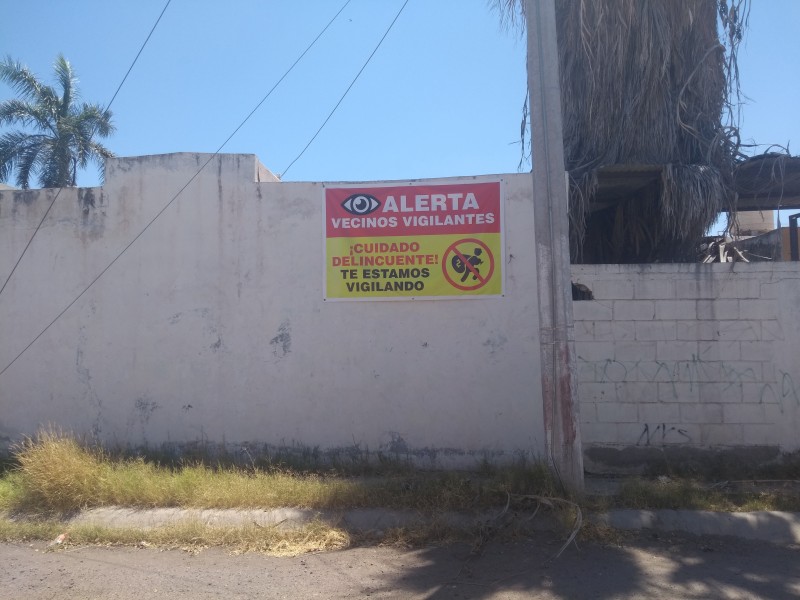 ALERTA
VECINOS VIGILANTES
¡CUIDADO
DELINCUENTE!
TE ESTAMOS
VIGILANDO